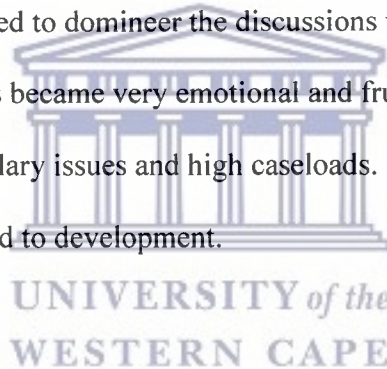 ed to domineer the discussions
became very emotional and fru
lary issues and high caseloads.
d to development.
UNIVERSITY of the
WESTERN CAPE